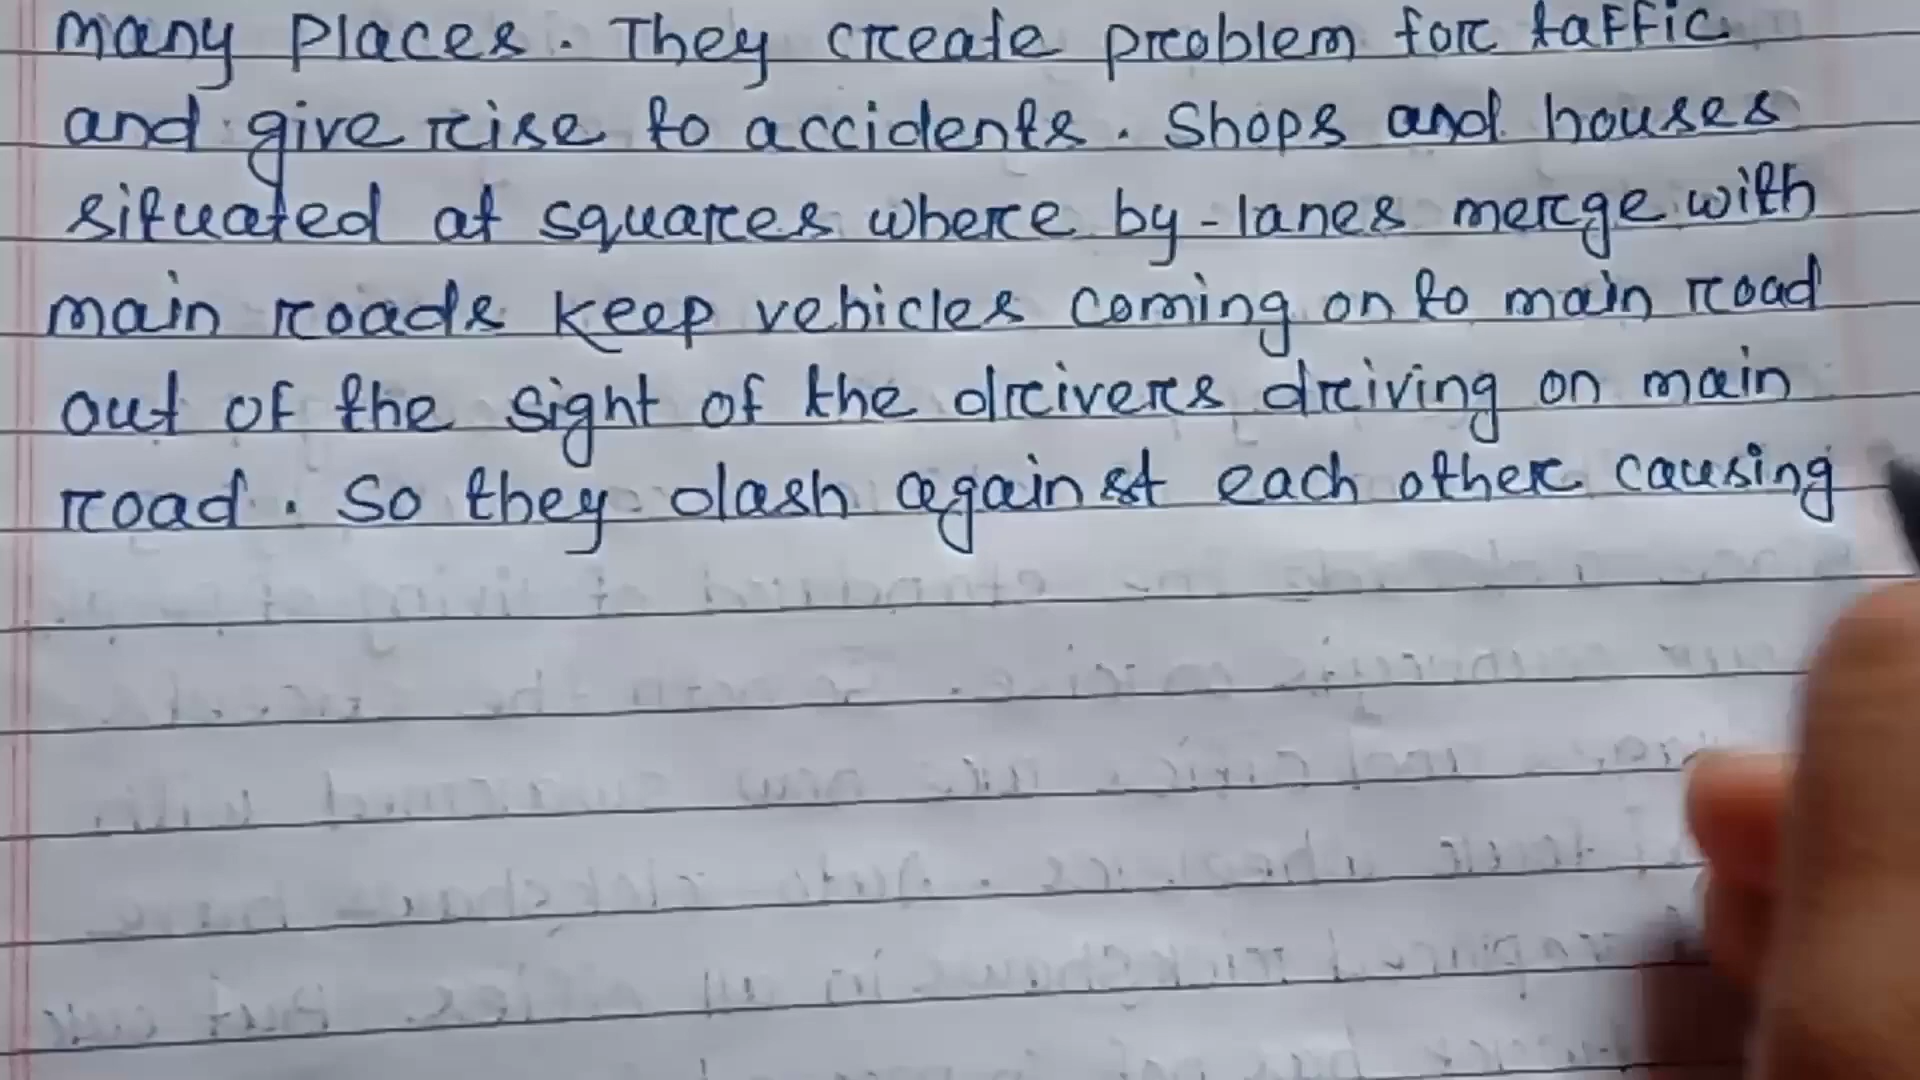 many places. They create problem for taffic
and give rise to accidents. Shops and houses
situated at squares where by-lanes merge with
main roads keep vehicles coming on to main road
out of the sight of the drivers driving on main
road. So they dash against each other causing